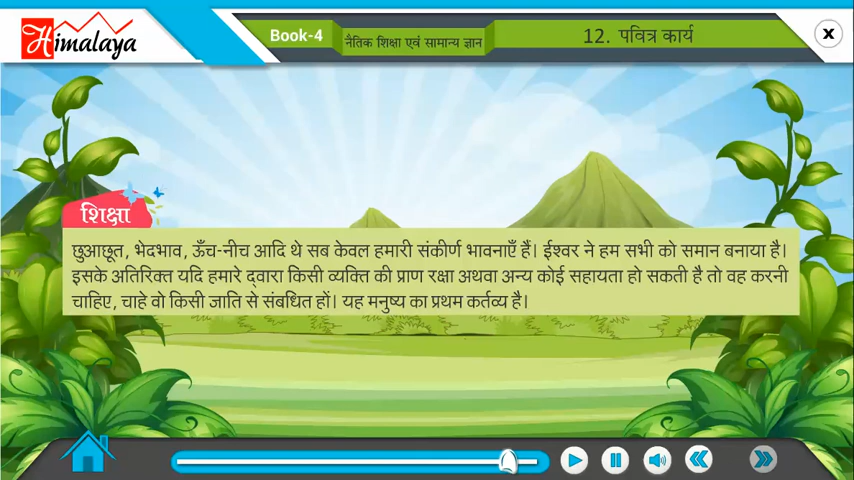 Himalaya
Book-4
नैतिक शिक्षा एवं सामान्य ज्ञान
12. पवित्र कार्य
X
शिक्षा
छुआछूत, भेदभाव, ऊँच-नीच आदि थे सब केवल हमारी संकीर्ण भावनाएँ हैं। ईश्वर ने हम सभी को समान बनाया है।
इसके अतिरिक्त यदि हमारे द्वारा किसी व्यक्ति की प्राण रक्षा अथवा अन्य कोई सहायता हो सकती है तो वह करनी
चाहिए, चाहे वो किसी जाति से संबधित हों। यह मनुष्य का प्रथम कर्तव्य है।